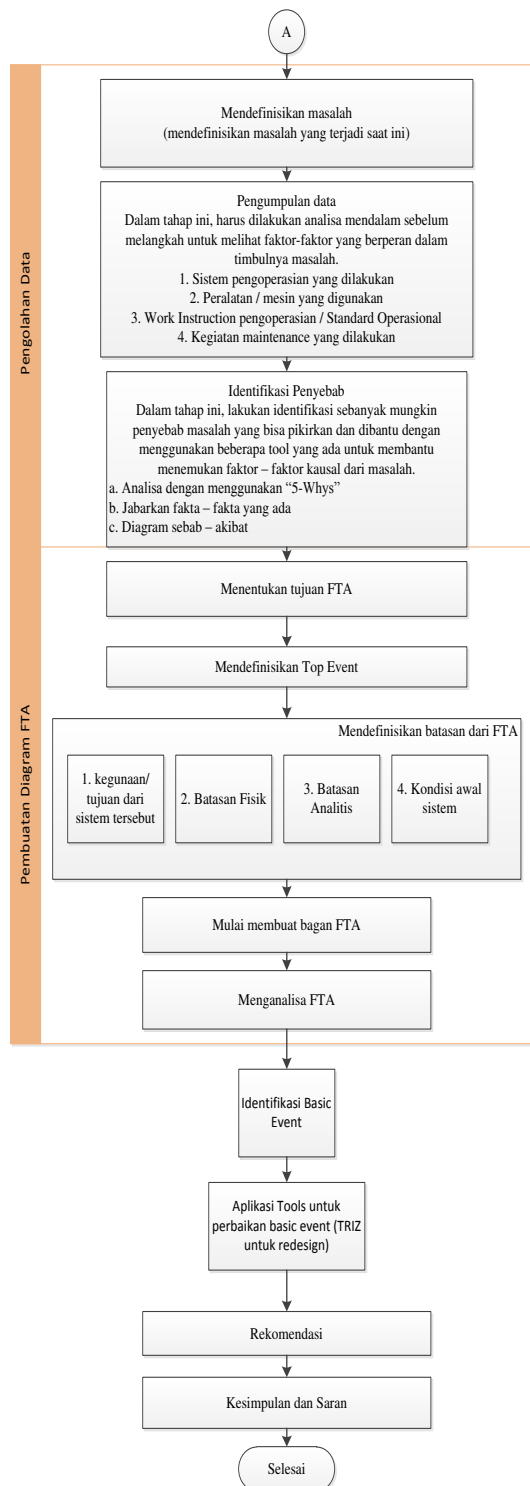 A
Pengolahan Data
Mendefinisikan masalah
(mendefinisikan masalah yang terjadi saat ini)
Pengumpulan data
Dalam tahap ini, harus dilakukan analisa mendalam sebelum
melangkah untuk melihat faktor-faktor yang berperan dalam
timbulnya masalah.
1. Sistem pengoperasian yang dilakukan
2. Peralatan / mesin yang digunakan
3. Work Instruction pengoperasian / Standard Operasional
4. Kegiatan maintenance yang dilakukan
Identifikasi Penyebab
Dalam tahap ini, lakukan identifikasi sebanyak mungkin
penyebab masalah yang bisa pikirkan dan dibantu dengan
menggunakan beberapa tool yang ada untuk membantu
menemukan faktor – faktor kausal dari masalah.
a. Analisa dengan menggunakan “5-Whys”
b. Jabarkan fakta – fakta yang ada
c. Diagram sebab – akibat
Pembuatan Diagram FTA
Menentukan tujuan FTA
Mendefinisikan Top Event
Mendefinisikan batasan dari FTA
1. kegunaan/
tujuan dari
sistem tersebut
2. Batasan Fisik
3. Batasan
Analitis
4. Kondisi awal
sistem
Mulai membuat bagan FTA
Menganalisa FTA
Identifikasi Basic
Event
Aplikasi Tools untuk
perbaikan basic event (TRIZ
untuk redesign)
Rekomendasi
Kesimpulan dan Saran
Selesai